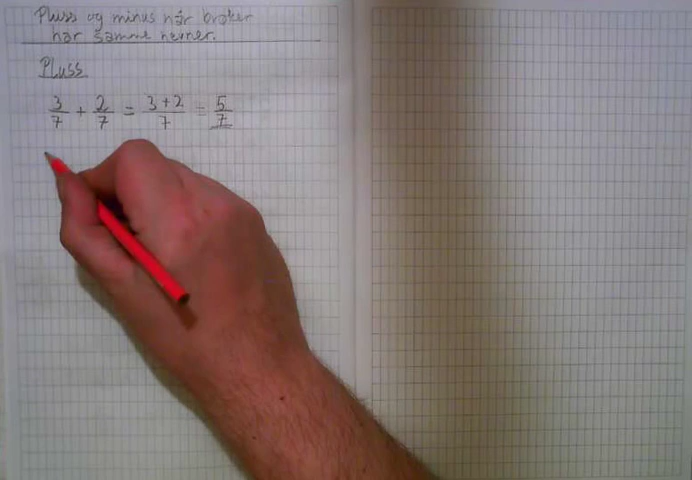 Pluss og minus når brøker
har samme nevner.
Pluss
3/7 + 2/7 = 3+2/7 = 5/7